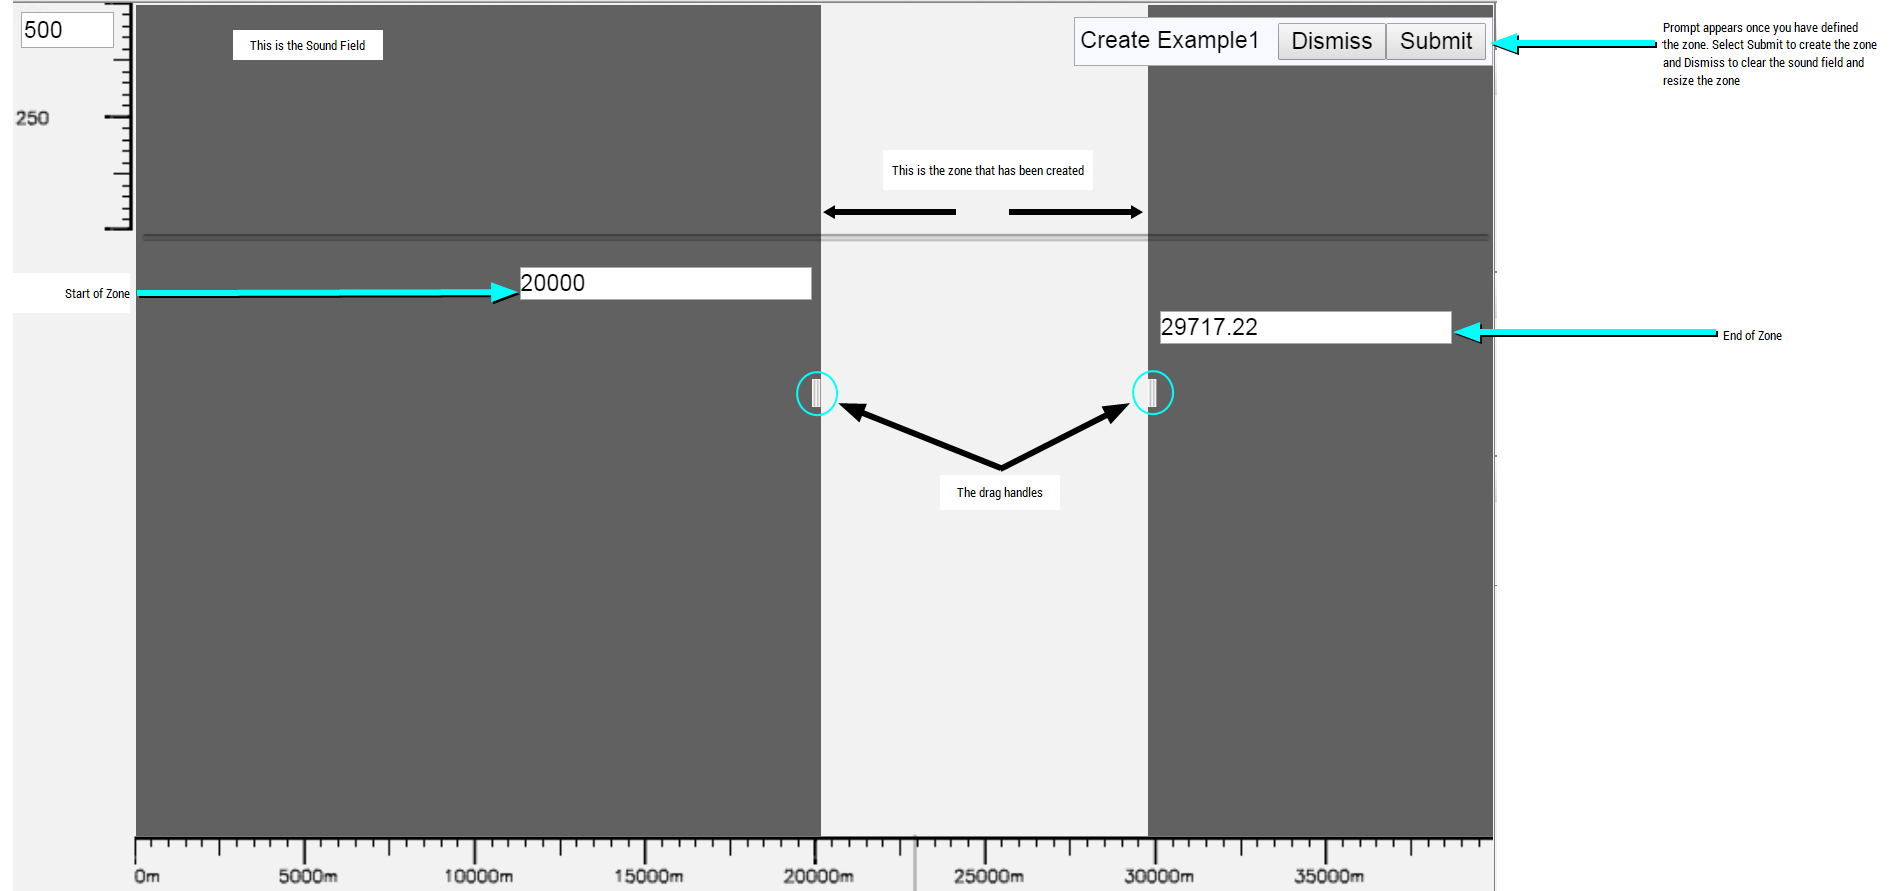 500
This is the Sound Field
Create Example1
Dismiss
Submit
Prompt appears once you have defined
the zone. Select Submit to create the zone
and Dismiss to clear the sound field and
resize the zone
250
This is the zone that has been created
Start of Zone
20000
29717.22
End of Zone
The drag handles
0m
5000m
10000m
15000m
20000m
25000m
30000m
35000m